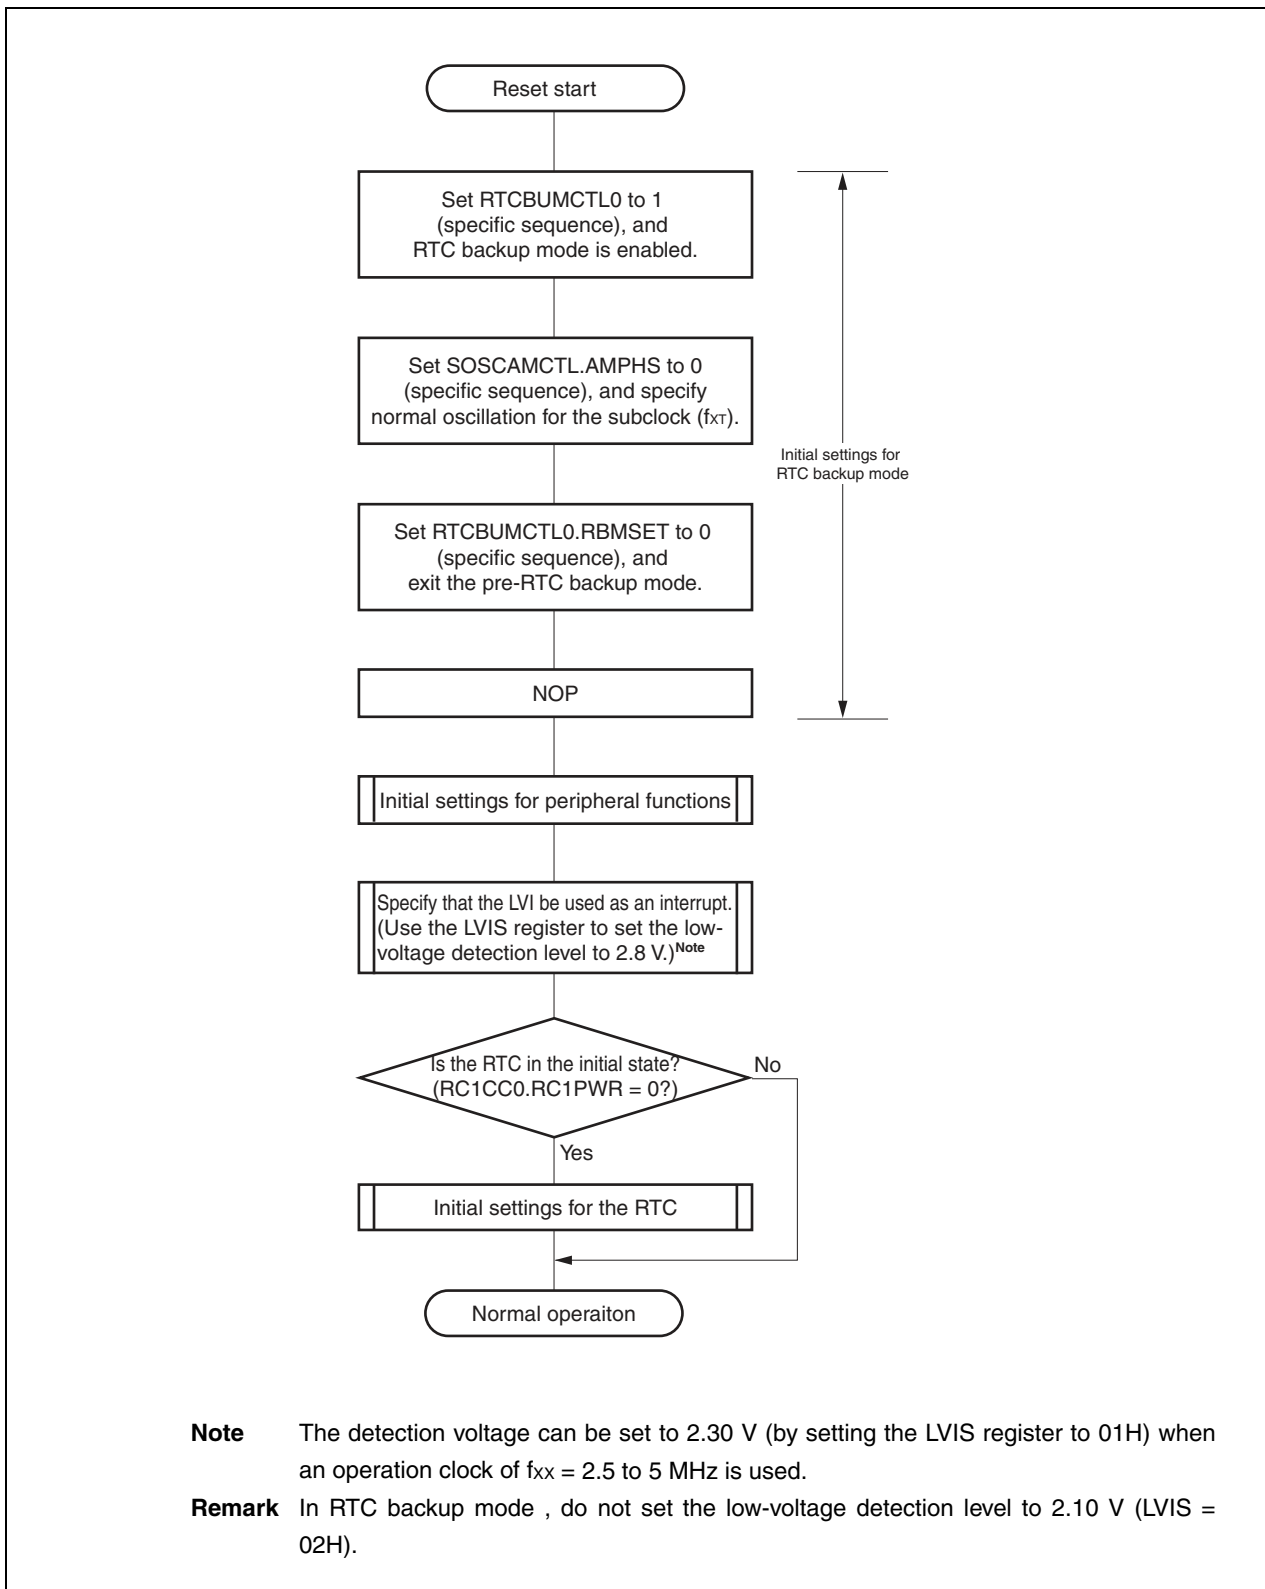 Reset start
Set RTCBUMCTL0 to 1
(specific sequence), and
RTC backup mode is enabled.
Set SOSCAMCTL.AMPHS to 0
(specific sequence), and specify
normal oscillation for the subclock (fXT).
Initial settings for
RTC backup mode
Set RTCBUMCTL0.RBMSET to 0
(specific sequence), and
exit the pre-RTC backup mode.
NOP
Initial settings for peripheral functions
Specify that the LVI be used as an interrupt.
(Use the LVIS register to set the low-
voltage detection level to 2.8 V.)Note
Is the RTC in the initial state?
(RC1CC0.RC1PWR = 0?)
No
Yes
Initial settings for the RTC
Normal operaiton
Note The detection voltage can be set to 2.30 V (by setting the LVIS register to 01H) when
an operation clock of fXX = 2.5 to 5 MHz is used.
Remark In RTC backup mode , do not set the low-voltage detection level to 2.10 V (LVIS =
02H).